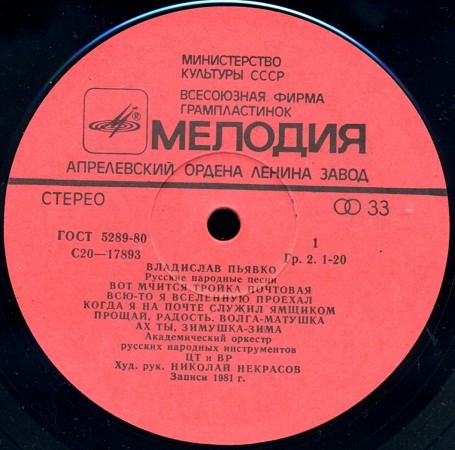 МИНИСТЕРСТВО
КУЛЬТУРЫ СССР
ВСЕСОЮЗНАЯ ФИРМА
ГРАМПЛАСТИНОК
® МЕЛОДИЯ
АПРЕЛЕВСКИЙ ОРДЕНА ЛЕНИНА ЗАВОД
СТЕРЕО 33
ГОСТ 5289-80 1
С20—17893 Гр. 2. 1-20
ВЛАДИСЛАВ ПЬЯВКО
Русские народные песни
ВОТ МЧИТСЯ ТРОЙКА ПОЧТОВАЯ
ВСЮ-ТО Я ВСЕЛЕННУЮ ПРОЕХАЛ
КОГДА Я НА ПОЧТЕ СЛУЖИЛ ЯМЩИКОМ
ПРОЩАЙ, РАДОСТЬ. ВОЛГА-МАТУШКА
АХ ТЫ, ЗИМУШКА-ЗИМА
Академический оркестр
русских народных инструментов
ЦТ и ВР
Худ. рук. НИКОЛАЙ НЕКРАСОВ
Записи 1981 г.